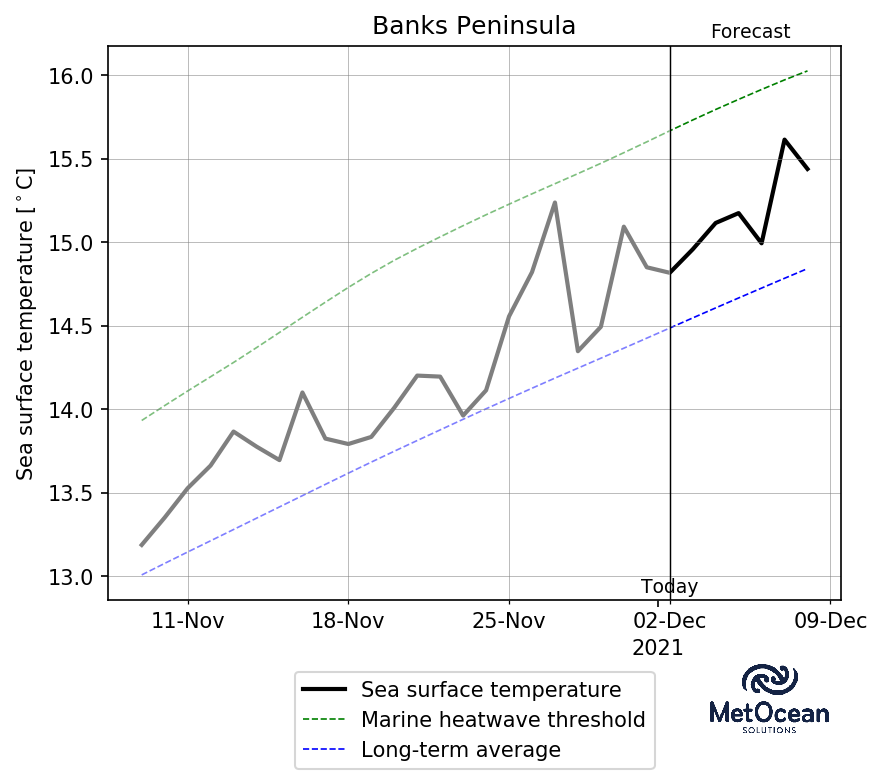 Banks Peninsula
Forecast
Sea surface temperature [°C]
16.0
15.5
15.0
14.5
14.0
13.5
13.0
Today
11-Nov 18-Nov 25-Nov 02-Dec 09-Dec
2021
Sea surface temperature
Marine heatwave threshold
Long-term average
MetOcean
SOLUTIONS